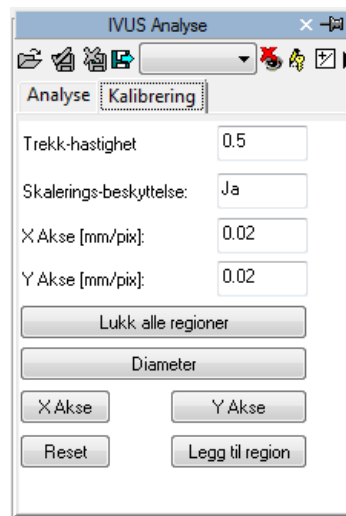 IVUS Analyse
Analyse Kalibrering
Trekk-hastighet 0.5
Skalerings-beskyttelse: Ja
X Akse [mm/pix]: 0.02
Y Akse [mm/pix]: 0.02
Lukk alle regioner
Diameter
X Akse Y Akse
Reset Legg til region